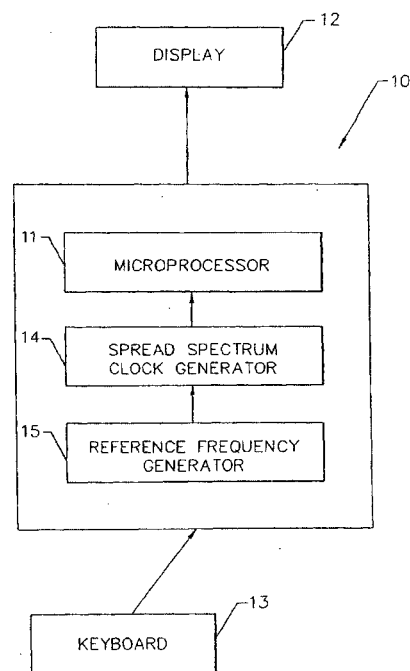 12
DISPLAY
10
11
MICROPROCESSOR
14
SPREAD SPECTRUM
CLOCK GENERATOR
15
REFERENCE FREQUENCY
GENERATOR
13
KEYBOARD